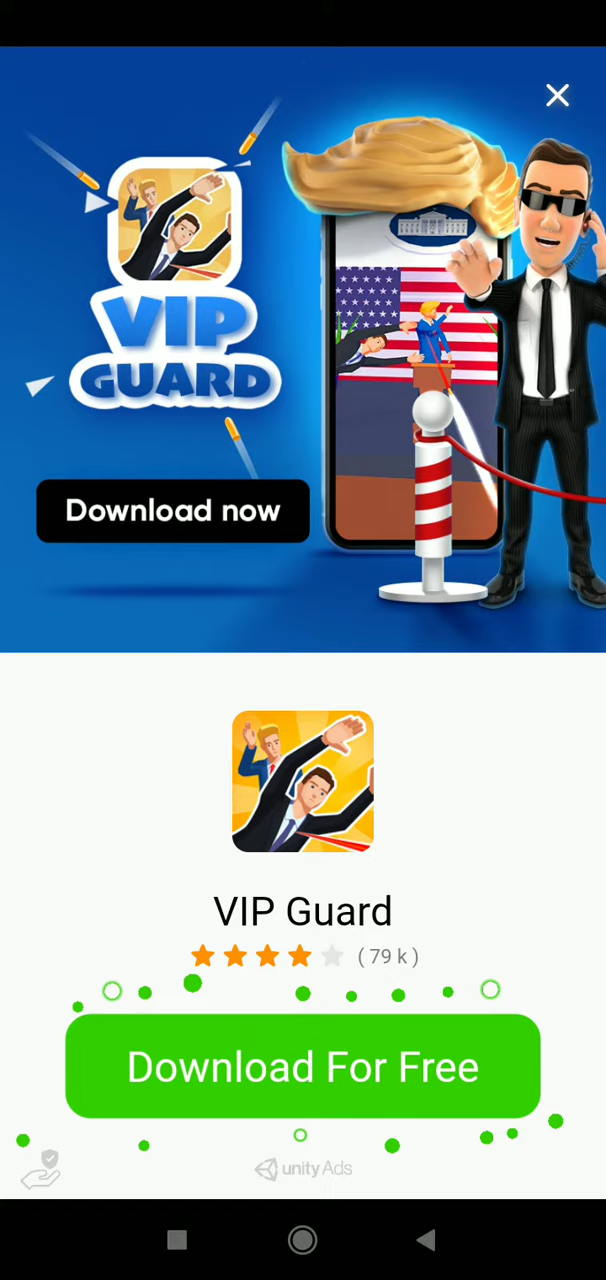 VIP
GUARD
Download now
VIP Guard
( 79 k )
Download For Free
unity Ads